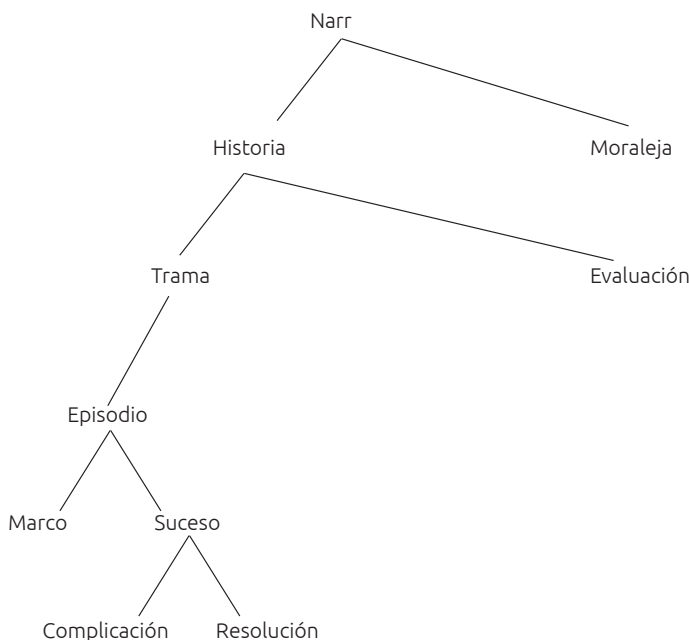 Narr
Historia
Moraleja
Trama
Evaluación
Episodio
Marco
Suceso
Complicación
Resolución